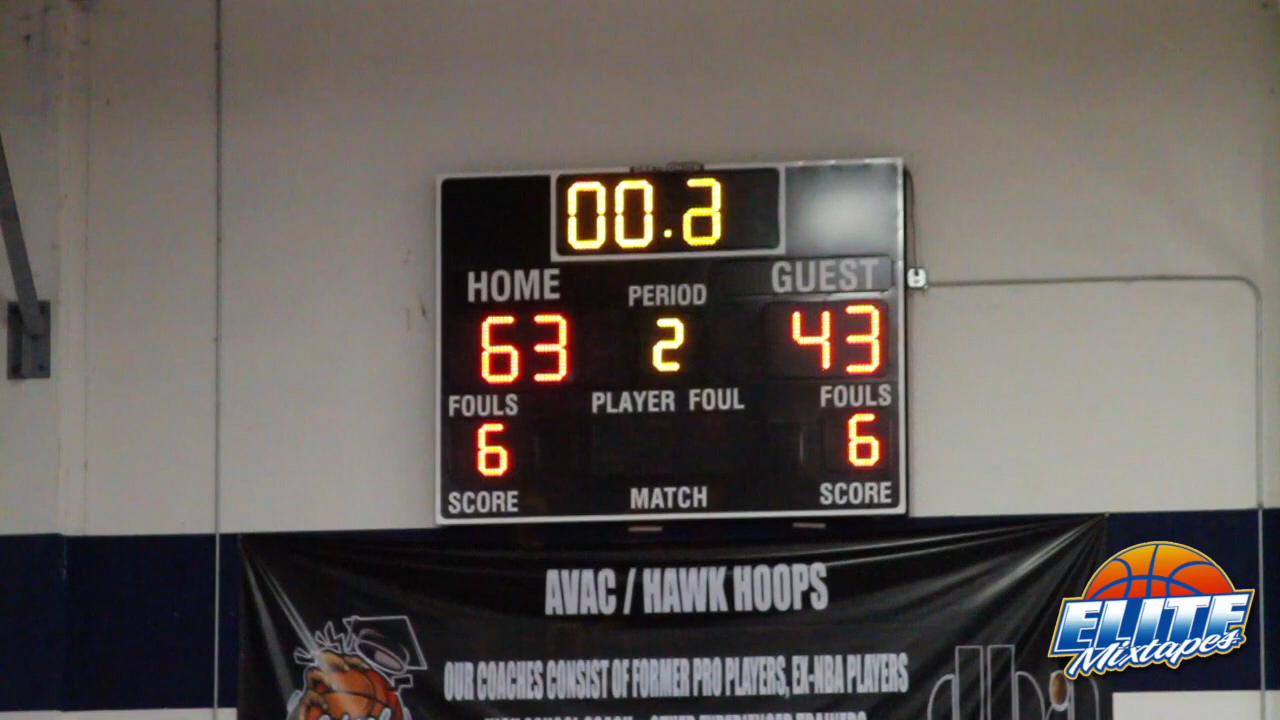 00.3
HOME PERIOD GUEST
63 2 43
FOULS PLAYER FOUL FOULS
6 6
SCORE MATCH SCORE
AVAC / HAWK HOOPS
OUR COACHES CONSIST OF FORMER PRO PLAYERS, EX-NBA PLAYERS
ELITE
Mixtapes